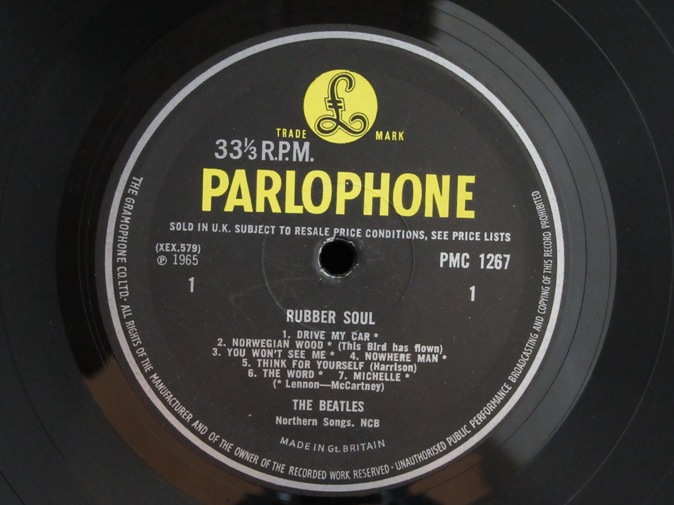 £
TRADE MARK
33⅓ R.P.M.
PARLOPHONE
SOLD IN U.K. SUBJECT TO RESALE PRICE CONDITIONS, SEE PRICE LISTS
(XEX.579)
℗ 1965
PMC 1267
1
1
RUBBER SOUL
1. DRIVE MY CAR *
2. NORWEGIAN WOOD * (This Bird has flown)
3. YOU WON'T SEE ME * 4. NOWHERE MAN *
5. THINK FOR YOURSELF (Harrison)
6. THE WORD * 7. MICHELLE *
(* Lennon—McCartney)
THE BEATLES
Northern Songs. NCB
MADE IN Gt. BRITAIN
THE GRAMOPHONE CO. LTD. · ALL RIGHTS OF THE MANUFACTURER AND OF THE OWNER OF THE RECORDED WORK RESERVED · UNAUTHORISED PUBLIC PERFORMANCE BROADCASTING AND COPYING OF THIS RECORD PROHIBITED